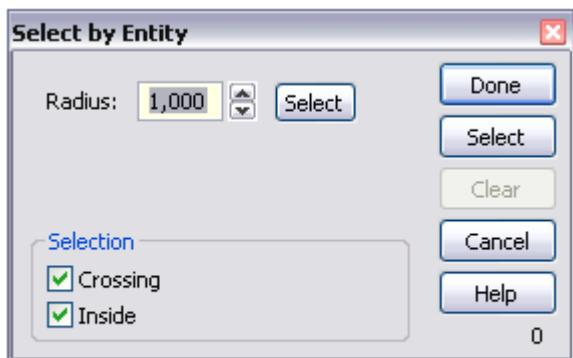 Select by Entity
Radius: 1,000 Select
Done
Select
Clear
Selection
Crossing
Inside
Cancel
Help
0